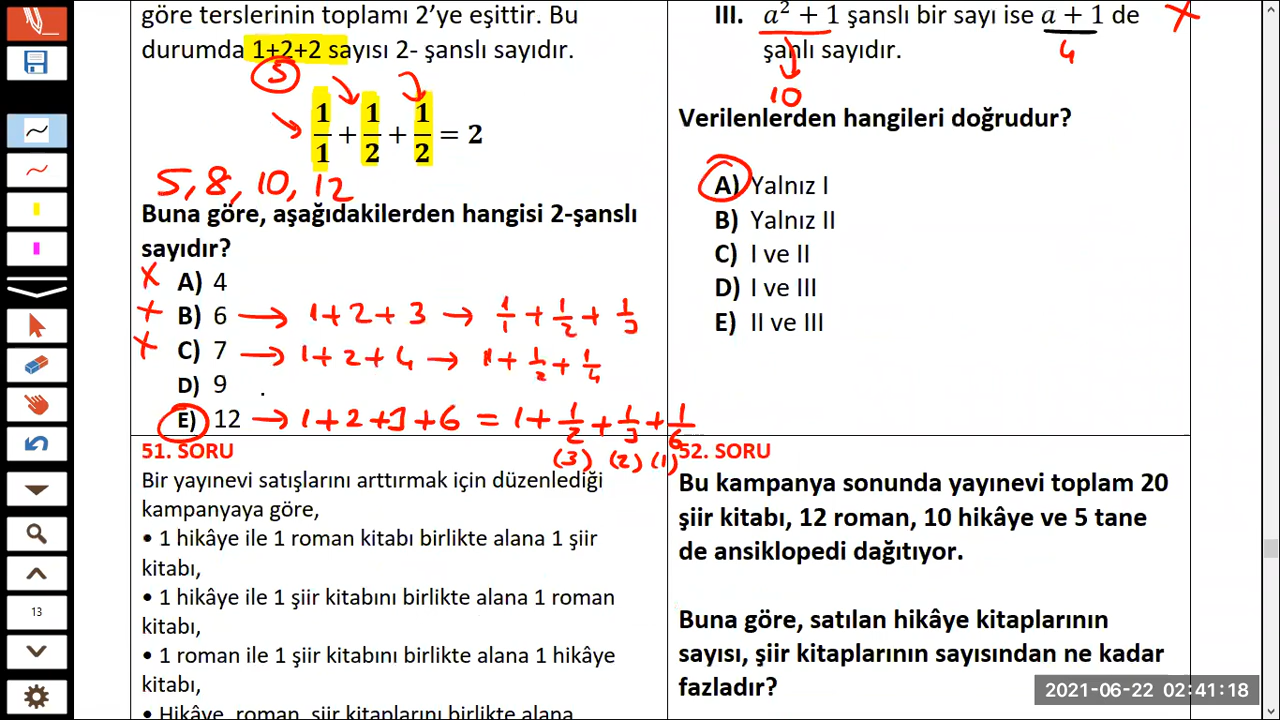 göre terslerinin toplamı 2'ye eşittir. Bu
durumda 1+2+2 sayısı 2- şanslı sayıdır.
5
1/1 + 1/2 + 1/2 = 2
5, 8, 10, 12
Buna göre, aşağıdakilerden hangisi 2-şanslı
sayıdır?
x A) 4
x B) 6 → 1+2+3 → 1/1 + 1/2 + 1/3
x C) 7 → 1+2+4 → 1 + 1/2 + 1/4
D) 9
E) 12 → 1+2+3+6 = 1 + 1/2 + 1/3 + 1/6
(3) (2) (1)
III. a² + 1 şanslı bir sayı ise a + 1 de x
şanlı sayıdır.
10
4
Verilenlerden hangileri doğrudur?
A) Yalnız I
B) Yalnız II
C) I ve II
D) I ve III
E) II ve III
51. SORU
Bir yayınevi satışlarını arttırmak için düzenlediği
kampanyaya göre,
• 1 hikâye ile 1 roman kitabı birlikte alana 1 şiir
kitabı,
• 1 hikâye ile 1 şiir kitabını birlikte alana 1 roman
kitabı,
• 1 roman ile 1 şiir kitabını birlikte alana 1 hikâye
kitabı,
• Hikâye, roman, şiir kitaplarını birlikte alana
52. SORU
Bu kampanya sonunda yayınevi toplam 20
şiir kitabı, 12 roman, 10 hikâye ve 5 tane
de ansiklopedi dağıtıyor.
Buna göre, satılan hikâye kitaplarının
sayısı, şiir kitaplarının sayısından ne kadar
fazladır?
13
2021-06-22 02:41:18